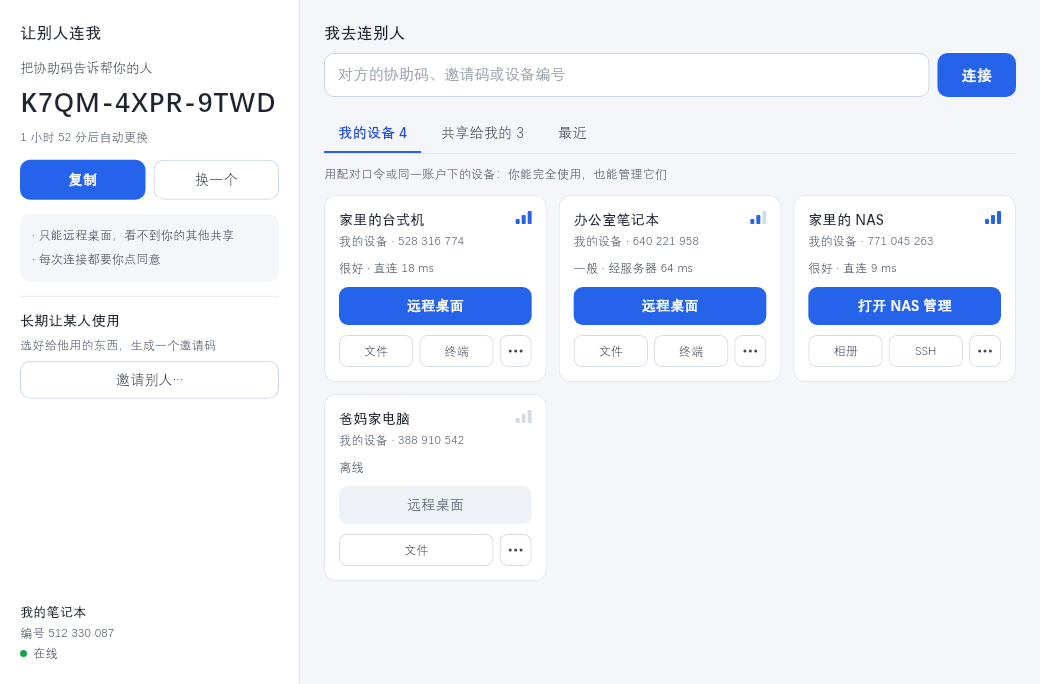 让别人连我
把协助码告诉帮你的人
K7QM-4XPR-9TWD
1 小时 52 分后自动更换
复制
换一个
· 只能远程桌面，看不到你的其他共享
· 每次连接都要你点同意
长期让某人使用
选好给他用的东西，生成一个邀请码
邀请别人…
我的笔记本
编号 512 330 087
在线
我去连别人
对方的协助码、邀请码或设备编号
连接
我的设备 4
共享给我的 3
最近
用配对口令或同一账户下的设备：你能完全使用，也能管理它们
家里的台式机
我的设备 · 528 316 774
很好 · 直连 18 ms
远程桌面
文件
终端
办公室笔记本
我的设备 · 640 221 958
一般 · 经服务器 64 ms
远程桌面
文件
终端
家里的 NAS
我的设备 · 771 045 263
很好 · 直连 9 ms
打开 NAS 管理
相册
SSH
爸妈家电脑
我的设备 · 388 910 542
离线
远程桌面
文件